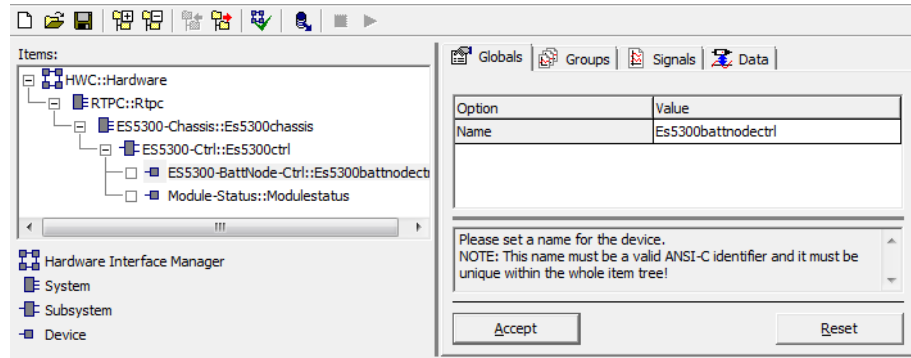 Items:
HWC::Hardware
RTPC::Rtpc
ES5300-Chassis::Es5300chassis
ES5300-Ctrl::Es5300ctrl
ES5300-BattNode-Ctrl::Es5300battnodect
Module-Status::Modulestatus
Hardware Interface Manager
System
Subsystem
Device
Globals Groups Signals Data
Option Value
Name Es5300battnodectrl
Please set a name for the device.
NOTE: This name must be a valid ANSI-C identifier and it must be
unique within the whole item tree!
Accept Reset